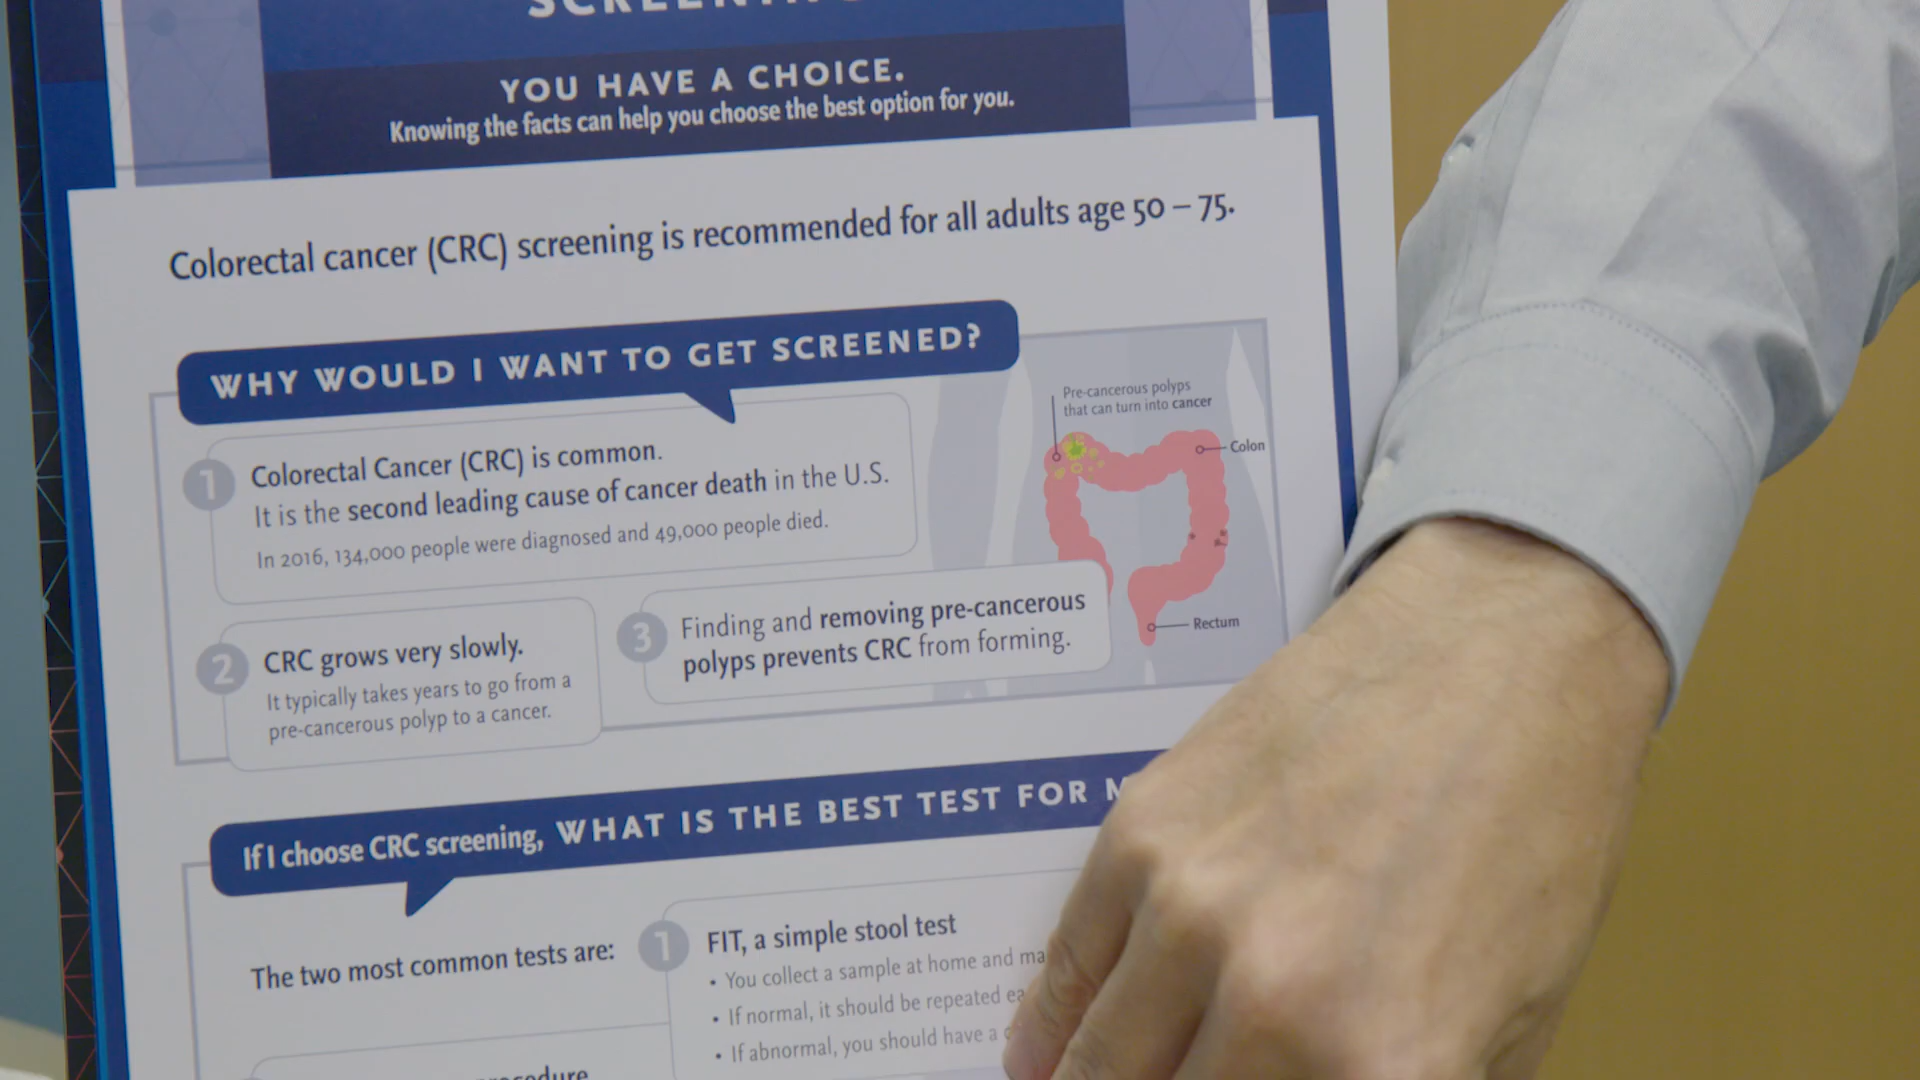 YOU HAVE A CHOICE.
Knowing the facts can help you choose the best option for you.
Colorectal cancer (CRC) screening is recommended for all adults age 50 – 75.
WHY WOULD I WANT TO GET SCREENED?
1
Colorectal Cancer (CRC) is common.
It is the second leading cause of cancer death in the U.S.
In 2016, 134,000 people were diagnosed and 49,000 people died.
Pre-cancerous polyps
that can turn into cancer
Colon
Rectum
2
CRC grows very slowly.
It typically takes years to go from a
pre-cancerous polyp to a cancer.
3
Finding and removing pre-cancerous
polyps prevents CRC from forming.
If I choose CRC screening, WHAT IS THE BEST TEST FOR
The two most common tests are:
1
FIT, a simple stool test
• You collect a sample at home and
• If normal, it should be repeated
• If abnormal, you should have a